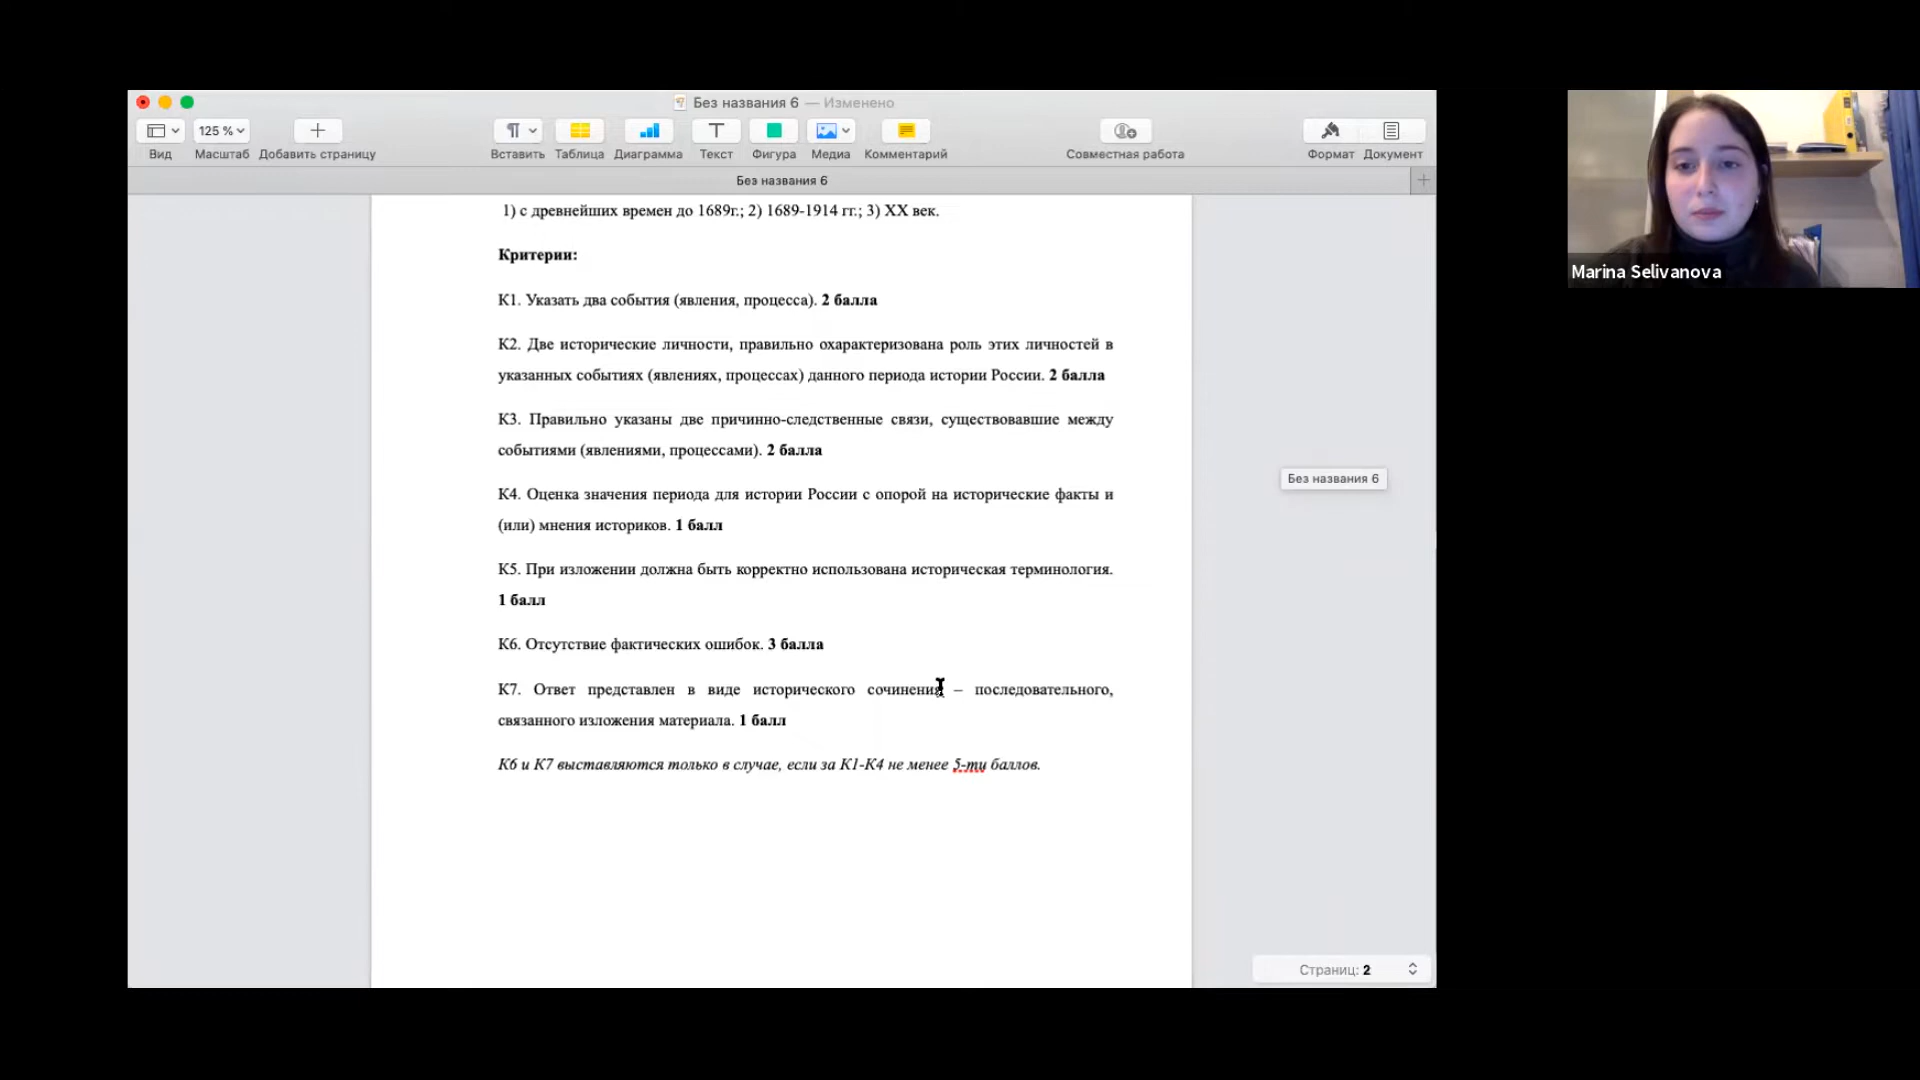 Без названия 6 — Изменено
125 %
Вид
Масштаб
Добавить страницу
Вставить
Таблица
Диаграмма
Текст
Фигура
Медиа
Комментарий
Совместная работа
Формат
Документ
Без названия 6
1) с древнейших времен до 1689г.; 2) 1689-1914 гг.; 3) XX век.
Критерии:
К1. Указать два события (явления, процесса). 2 балла
К2. Две исторические личности, правильно охарактеризована роль этих личностей в
указанных событиях (явлениях, процессах) данного периода истории России. 2 балла
К3. Правильно указаны две причинно-следственные связи, существовавшие между
событиями (явлениями, процессами). 2 балла
К4. Оценка значения периода для истории России с опорой на исторические факты и
(или) мнения историков. 1 балл
К5. При изложении должна быть корректно использована историческая терминология.
1 балл
К6. Отсутствие фактических ошибок. 3 балла
К7. Ответ представлен в виде исторического сочинения – последовательного,
связанного изложения материала. 1 балл
К6 и К7 выставляются только в случае, если за К1-К4 не менее 5-ти баллов.
Без названия 6
Страниц: 2
Marina Selivanova